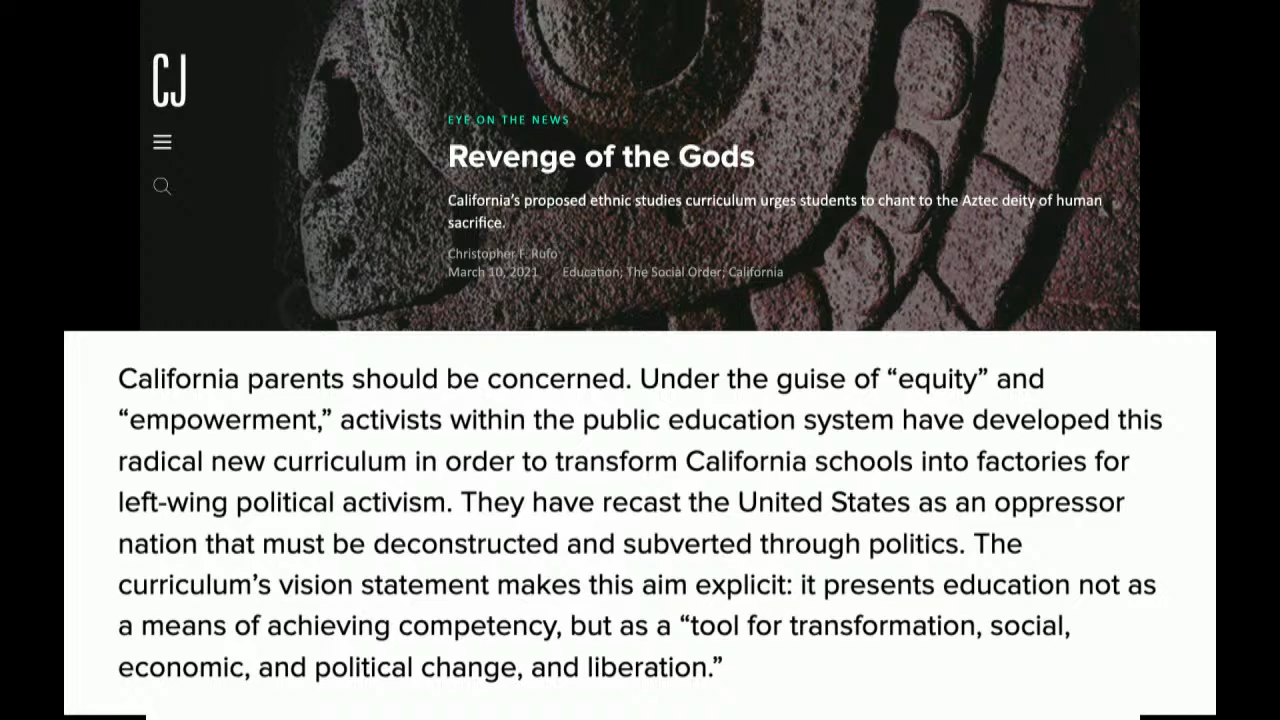 CJ
EYE ON THE NEWS
Revenge of the Gods
California’s proposed ethnic studies curriculum urges students to chant to the Aztec deity of human
sacrifice.
Christopher F. Rufo
March 10, 2021 Education; The Social Order; California
California parents should be concerned. Under the guise of “equity” and
“empowerment,” activists within the public education system have developed this
radical new curriculum in order to transform California schools into factories for
left-wing political activism. They have recast the United States as an oppressor
nation that must be deconstructed and subverted through politics. The
curriculum’s vision statement makes this aim explicit: it presents education not as
a means of achieving competency, but as a “tool for transformation, social,
economic, and political change, and liberation.”